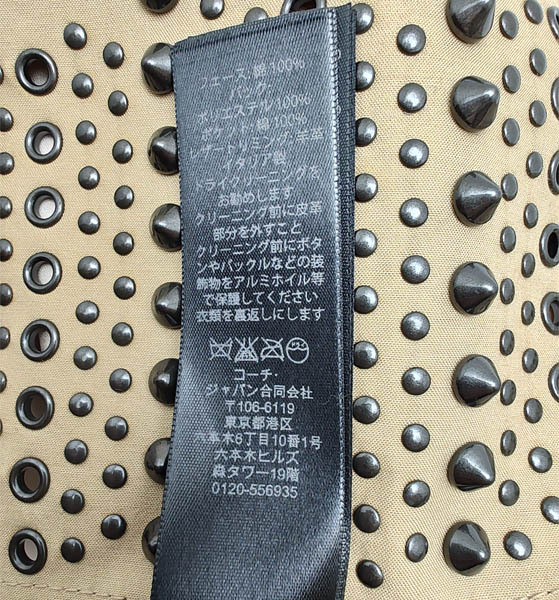 フェース:綿100%
バック:
ポリエステル100%
ポケット:綿100%
レザートリミング:羊革
イタリア製
ドライクリーニングを
お勧めします
クリーニング前に皮革
部分を外すこと
クリーニング前にボタ
ンやバックルなどの装
飾物をアルミホイル等
で保護してください
衣類を裏返しにします
コーチ・
ジャパン合同会社
〒106-6119
東京都港区
六本木6丁目10番1号
六本木ヒルズ
森タワー19階
0120-556935